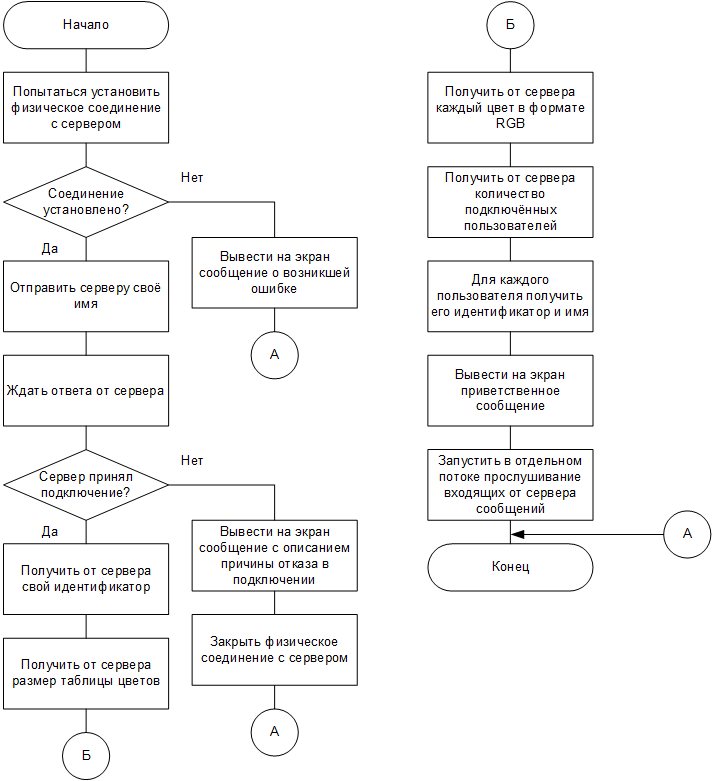 Начало
Попытаться установить
физическое соединение
с сервером
Соединение
установлено?
Нет
Да
Вывести на экран
сообщение о возникшей
ошибке
А
Отправить серверу своё
имя
Ждать ответа от сервера
Сервер принял
подключение?
Нет
Да
Вывести на экран
сообщение с описанием
причины отказа в
подключении
Закрыть физическое
соединение с сервером
А
Получить от сервера
свой идентификатор
Получить от сервера
размер таблицы цветов
Б
Б
Получить от сервера
каждый цвет в формате
RGB
Получить от сервера
количество
подключённых
пользователей
Для каждого
пользователя получить
его идентификатор и имя
Вывести на экран
приветственное
сообщение
Запустить в отдельном
потоке прослушивание
входящих от сервера
сообщений
А
Конец